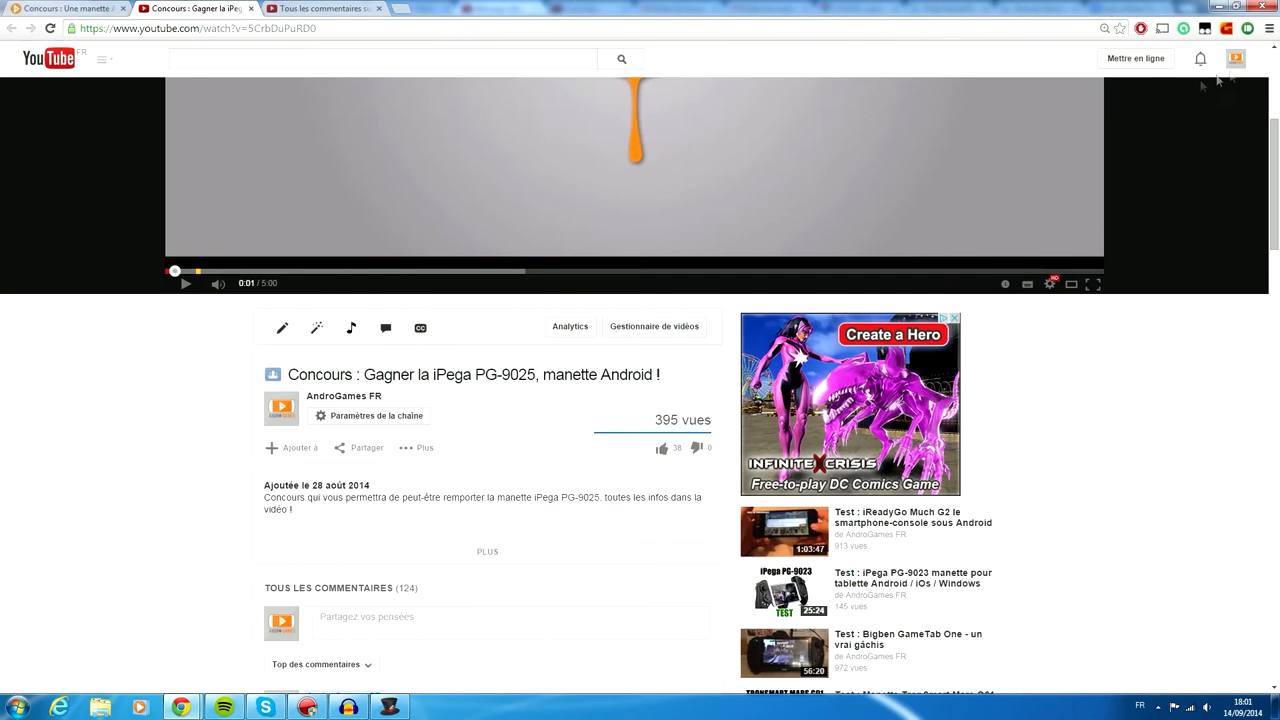 Concours : Une manette A
Concours : Gagner la iPeg
Tous les commentaires su
https://www.youtube.com/watch?v=5CrbDuPuRD0
YouTube FR
Mettre en ligne
0:01 / 5:00
HD
CC
Analytics
Gestionnaire de vidéos
Concours : Gagner la iPega PG-9025, manette Android !
AndroGames FR
Paramètres de la chaîne
395 vues
Ajouter à
Partager
Plus
38
0
Ajoutée le 28 août 2014
Concours qui vous permettra de peut-être remporter la manette iPega PG-9025, toutes les infos dans la
vidéo !
PLUS
TOUS LES COMMENTAIRES (124)
Partagez vos pensées
Top des commentaires
Create a Hero
INFINITE CRISIS
Free-to-play DC Comics Game
1:03:47
Test : iReadyGo Much G2 le
smartphone-console sous Android
de AndroGames FR
913 vues
iPega PG-9023
TEST
25:24
Test : iPega PG-9023 manette pour
tablette Android / iOs / Windows
de AndroGames FR
145 vues
56:20
Test : Bigben GameTab One - un
vrai gâchis
de AndroGames FR
972 vues
FR
18:01
14/09/2014